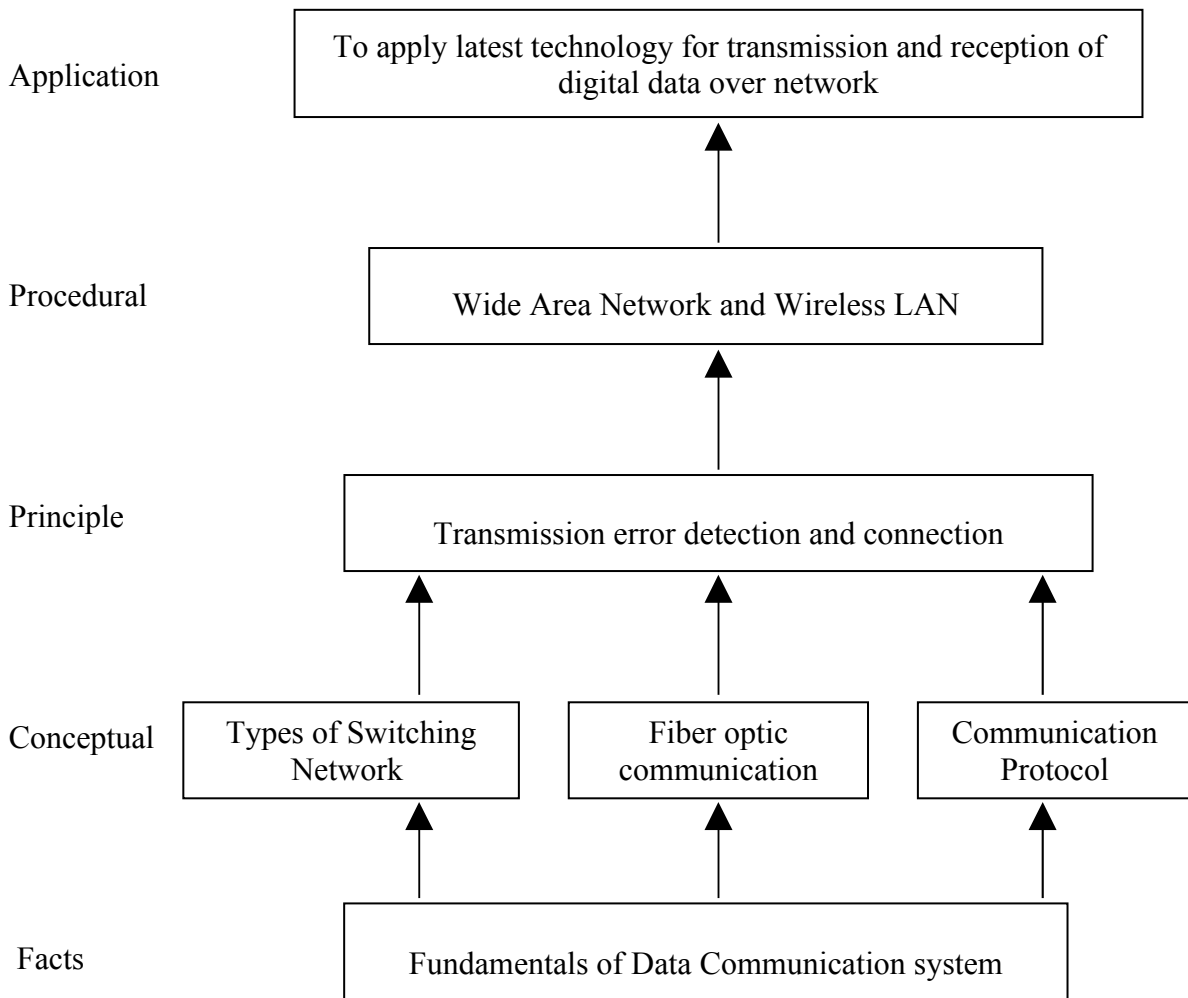 Application
To apply latest technology for transmission and reception of
digital data over network
Procedural
Wide Area Network and Wireless LAN
Principle
Transmission error detection and connection
Conceptual
Types of Switching
Network
Fiber optic
communication
Communication
Protocol
Facts
Fundamentals of Data Communication system